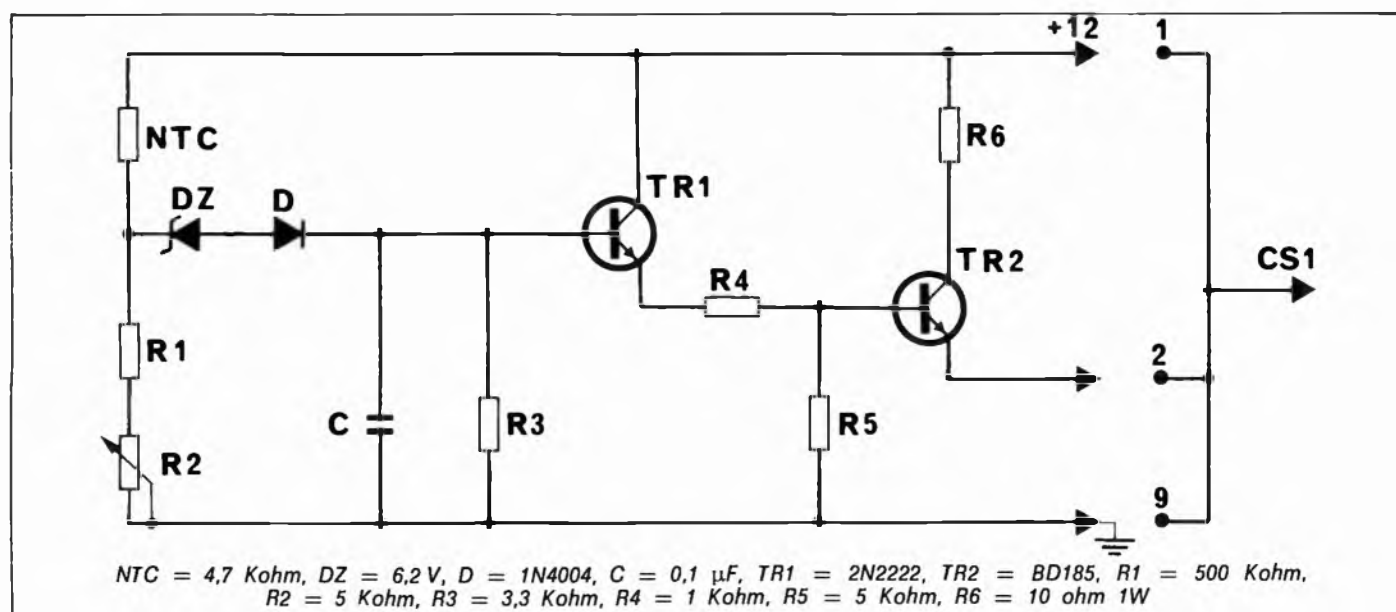 +12 1
NTC
R6
DZ D
TR1
TR2
CS1
R4
R1
2
C R3 R5
R2
9
NTC = 4,7 Kohm, DZ = 6,2 V, D = 1N4004, C = 0,1 µF, TR1 = 2N2222, TR2 = BD185, R1 = 500 Kohm,
R2 = 5 Kohm, R3 = 3,3 Kohm, R4 = 1 Kohm, R5 = 5 Kohm, R6 = 10 ohm 1W